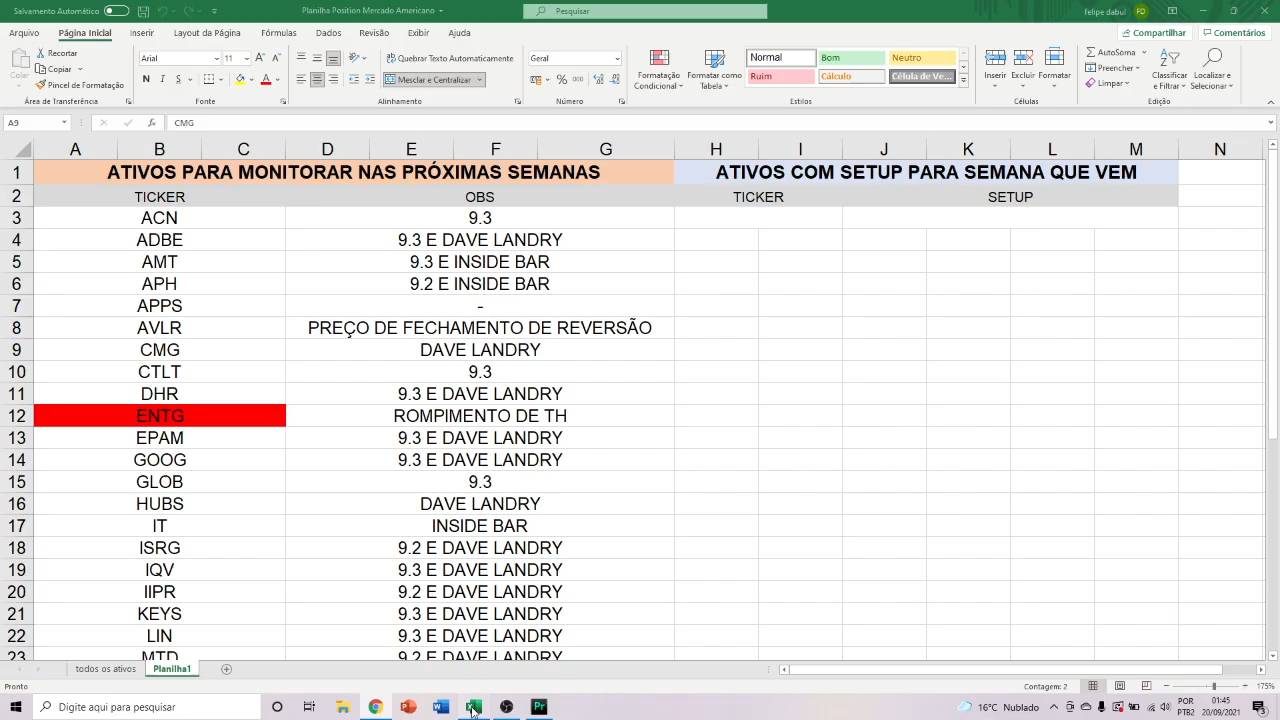 Salvamento Automático
Planilha Position Mercado Americano
Pesquisar
felipe dabul
FD
Arquivo
Página Inicial
Inserir
Layout da Página
Fórmulas
Dados
Revisão
Exibir
Ajuda
Compartilhar
Comentários
Colar
Recortar
Copiar
Pincel de Formatação
Área de Transferência
Arial
11
N I S
Fonte
Quebrar Texto Automaticamente
Mesclar e Centralizar
Alinhamento
Geral
Número
Formatação Condicional
Formatar como Tabela
Normal
Bom
Neutro
Ruim
Cálculo
Célula de Ve...
Estilos
Inserir
Excluir
Formatar
Células
AutoSoma
Preencher
Limpar
Classificar e Filtrar
Localizar e Selecionar
Edição
A9
fx
CMG
A B C D E F G H I J K L M N
1 ATIVOS PARA MONITORAR NAS PRÓXIMAS SEMANAS ATIVOS COM SETUP PARA SEMANA QUE VEM
2 TICKER OBS TICKER SETUP
3 ACN 9.3
4 ADBE 9.3 E DAVE LANDRY
5 AMT 9.3 E INSIDE BAR
6 APH 9.2 E INSIDE BAR
7 APPS -
8 AVLR PREÇO DE FECHAMENTO DE REVERSÃO
9 CMG DAVE LANDRY
10 CTLT 9.3
11 DHR 9.3 E DAVE LANDRY
12 ENTG ROMPIMENTO DE TH
13 EPAM 9.3 E DAVE LANDRY
14 GOOG 9.3 E DAVE LANDRY
15 GLOB 9.3
16 HUBS DAVE LANDRY
17 IT INSIDE BAR
18 ISRG 9.2 E DAVE LANDRY
19 IQV 9.3 E DAVE LANDRY
20 IIPR 9.2 E DAVE LANDRY
21 KEYS 9.3 E DAVE LANDRY
22 LIN 9.3 E DAVE LANDRY
23 MTD 9.2 E DAVE LANDRY
todos os ativos
Planilha1
Pronto
Contagem: 2
175%
Digite aqui para pesquisar
16°C Nublado
POR
PTB2
01:45
20/09/2021